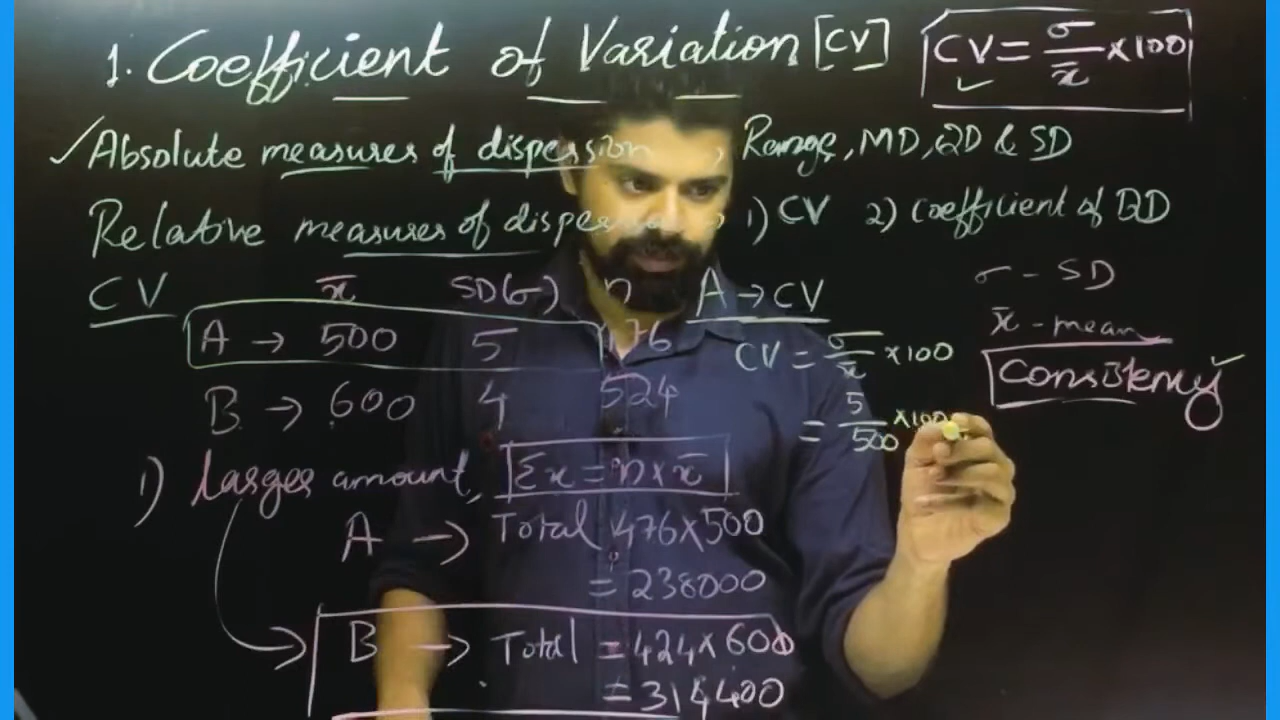 1. Coefficient of Variation [CV]
CV = σ/x̄ ×100
✓ Absolute measures of dispession, Range, MD, QD & SD
Relative measures of dispession, 1) CV 2) Coefficient of QD
CV x̄ SD(σ) n
A → 500 5 476
B → 600 4 524
1) larger amount, Σx = n×x̄
A → Total 476×500
= 238000
B → Total = 424×600
= 314400
A → CV
CV = σ/x̄ ×100
= 5/500 ×100
σ - SD
x̄ - mean
Consistency